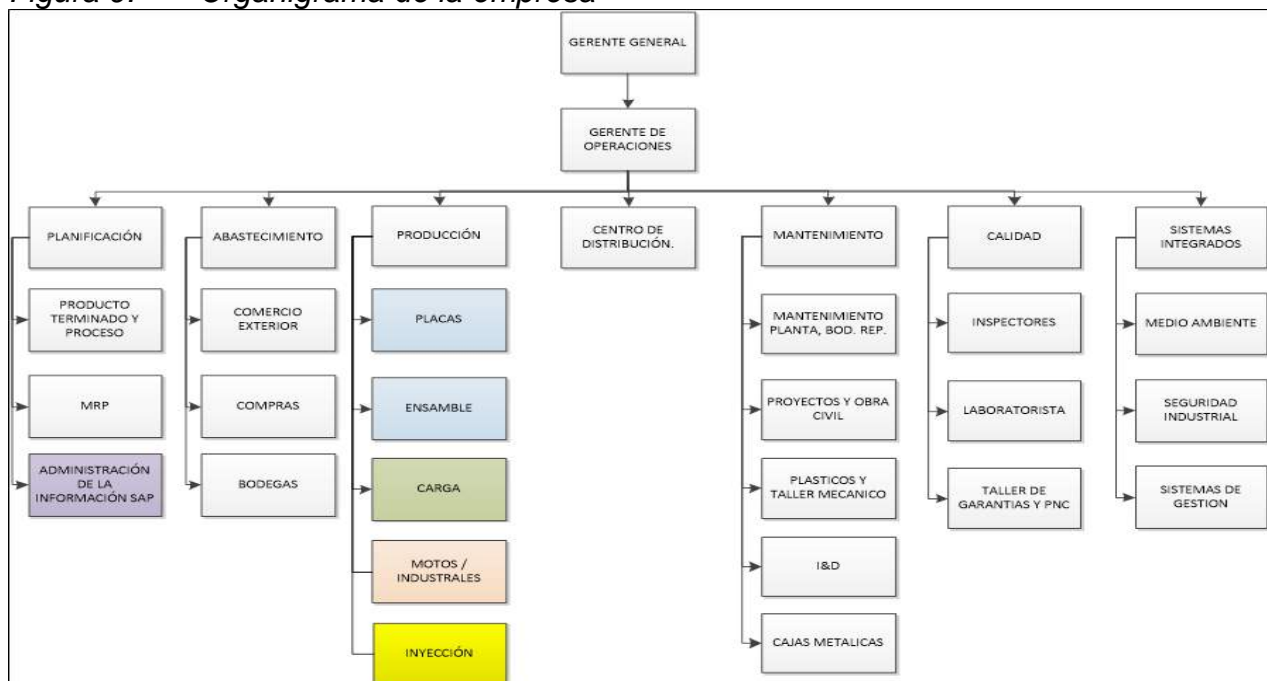 Figura 3. Organigrama de la empresa
GERENTE GENERAL
GERENTE DE
OPERACIONES
PLANIFICACIÓN
ABASTECIMIENTO
PRODUCCIÓN
CENTRO DE
DISTRIBUCIÓN.
MANTENIMIENTO
CALIDAD
SISTEMAS
INTEGRADOS
PRODUCTO
TERMINADO Y
PROCESO
COMERCIO
EXTERIOR
PLACAS
MANTENIMIENTO
PLANTA, BOD. REP.
INSPECTORES
MEDIO AMBIENTE
MRP
COMPRAS
ENSAMBLE
PROYECTOS Y OBRA
CIVIL
LABORATORISTA
SEGURIDAD
INDUSTRIAL
ADMINISTRACIÓN
DE LA
INFORMACIÓN SAP
BODEGAS
CARGA
PLASTICOS Y
TALLER MECANICO
TALLER DE
GARANTIAS Y PNC
SISTEMAS DE
GESTION
MOTOS /
INDUSTRIALES
I&D
INYECCIÓN
CAJAS METALICAS